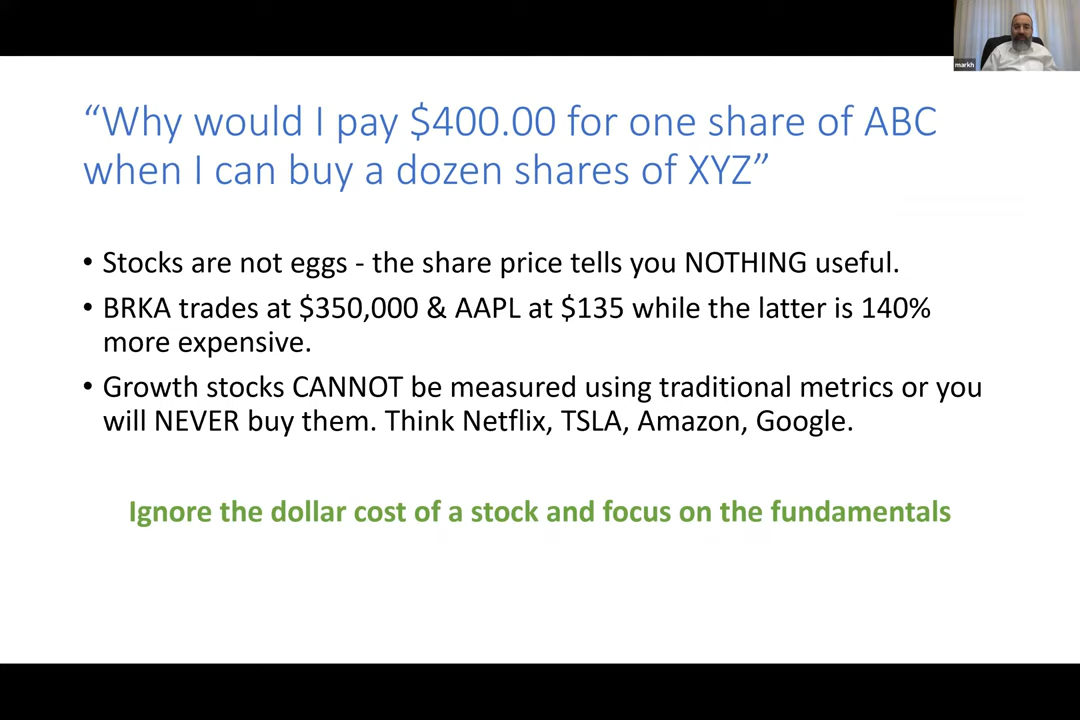 markh
“Why would I pay $400.00 for one share of ABC
when I can buy a dozen shares of XYZ”
• Stocks are not eggs - the share price tells you NOTHING useful.
• BRKA trades at $350,000 & AAPL at $135 while the latter is 140%
more expensive.
• Growth stocks CANNOT be measured using traditional metrics or you
will NEVER buy them. Think Netflix, TSLA, Amazon, Google.
Ignore the dollar cost of a stock and focus on the fundamentals